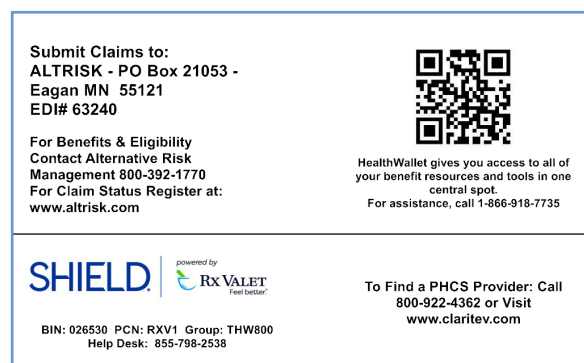 Submit Claims to:
ALTRISK - PO Box 21053 -
Eagan MN 55121
EDI# 63240
For Benefits & Eligibility
Contact Alternative Risk
Management 800-392-1770
For Claim Status Register at:
www.altrisk.com
HealthWallet gives you access to all of
your benefit resources and tools in one
central spot.
For assistance, call 1-866-918-7735
SHIELD
powered by
RX VALET
Feel better.
BIN: 026530 PCN: RXV1 Group: THW800
Help Desk: 855-798-2538
To Find a PHCS Provider: Call
800-922-4362 or Visit
www.claritev.com